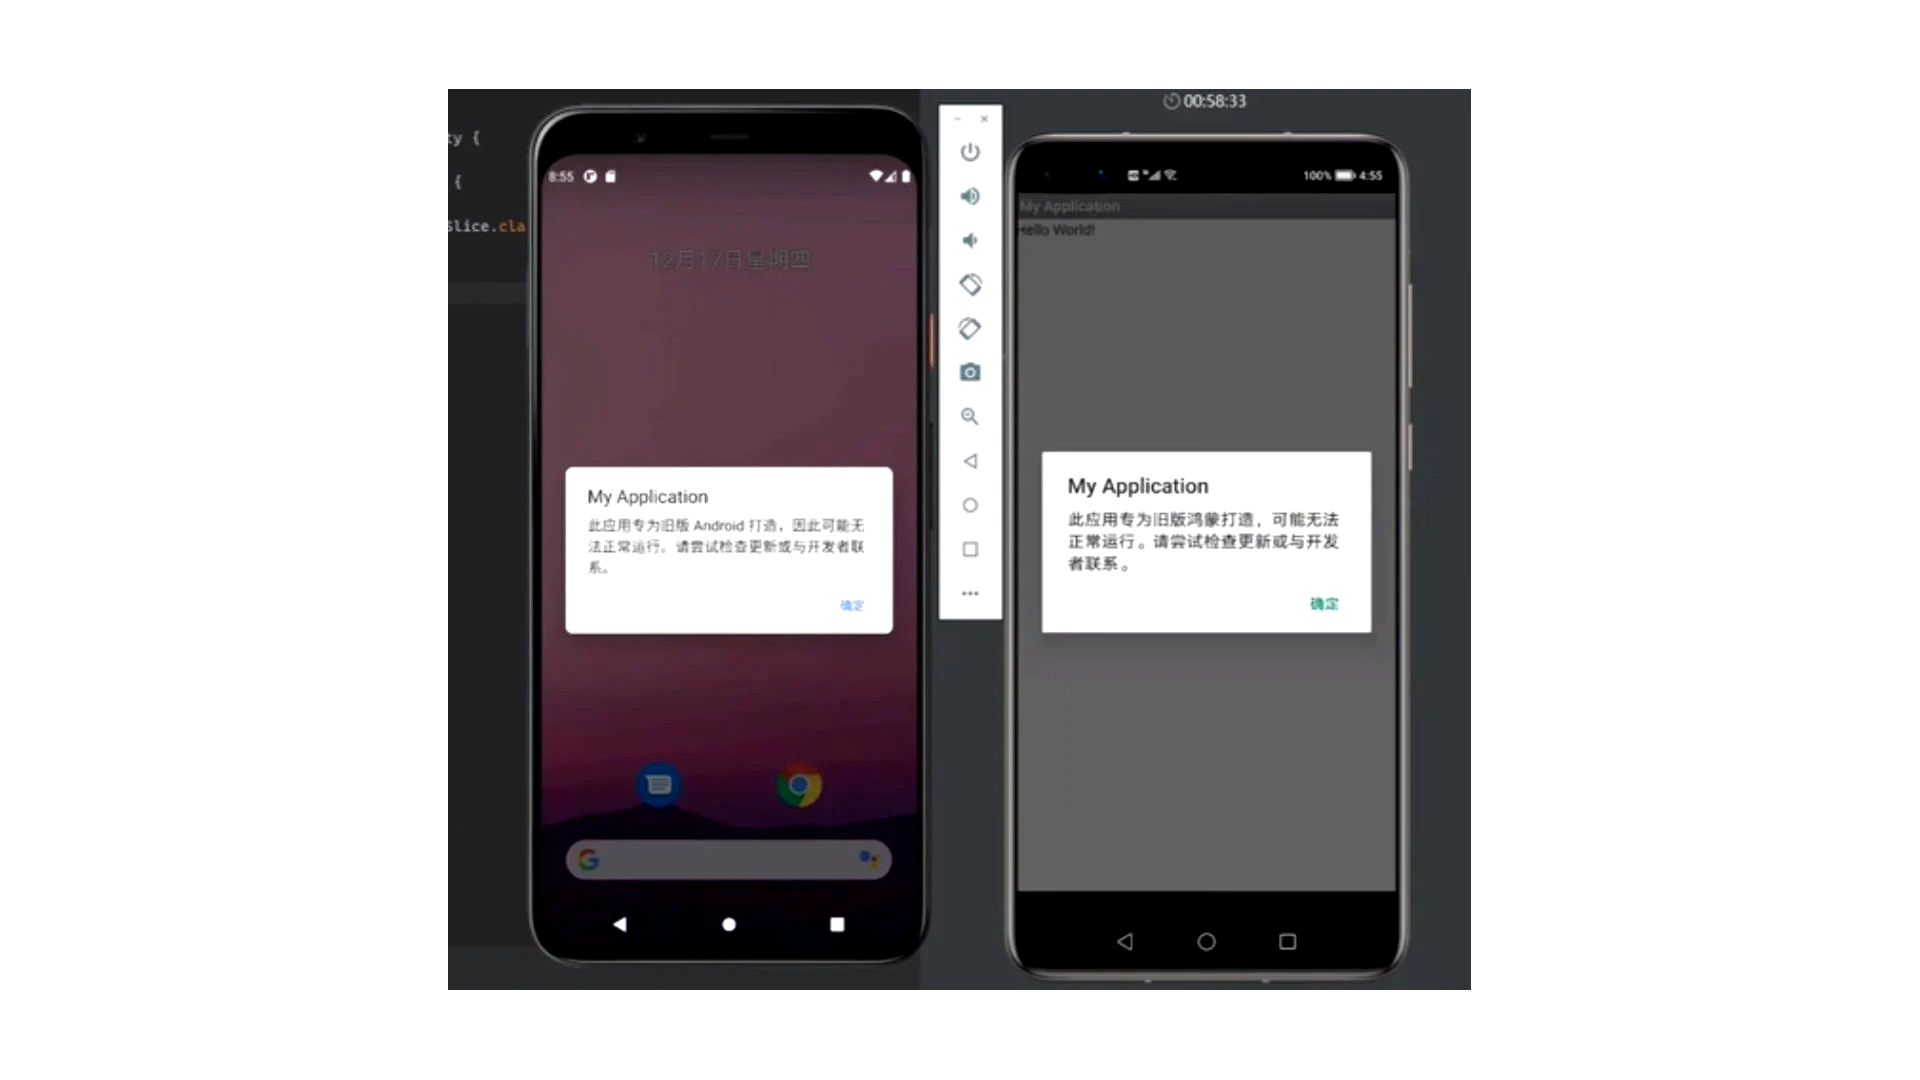 ty {
{
Slice.cla
8:55
12月17日星期四
My Application
此应用专为旧版 Android 打造，因此可能无
法正常运行。请尝试检查更新或与开发者联
系。
确定
00:58:33
100% 4:55
My Application
Hello World!
My Application
此应用专为旧版鸿蒙打造，可能无法
正常运行。请尝试检查更新或与开发
者联系。
确定